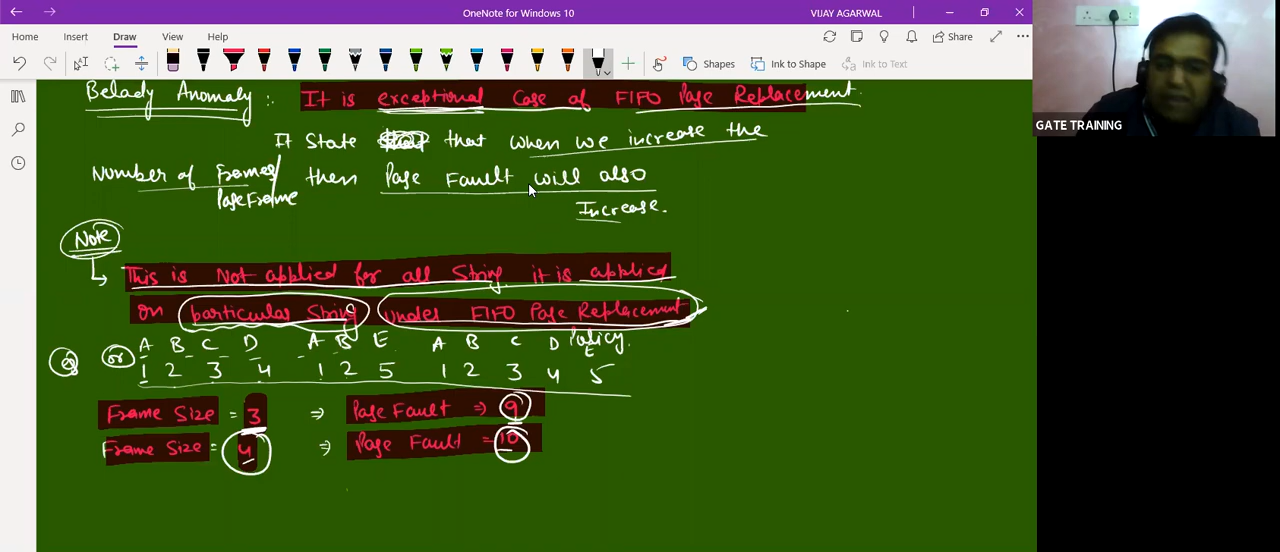 OneNote for Windows 10
VIJAY AGARWAL
Home Insert Draw View Help
Share
Shapes Ink to Shape Ink to Text
GATE TRAINING
Belady Anomaly :. It is exceptional Case of FIFO Page Replacement.
It State that when we increase the
Number of Frames/ then Page Fault will also
PageFrame
Increase.
Note
This is Not applied for all String it is applied
on particular String under FIFO Page Replacement
Policy.
or A B C D A B E A B C D E
1 2 3 4 1 2 5 1 2 3 4 5
Frame Size = 3 ⇒ Page Fault ⇒ 9
Frame Size = 4 ⇒ Page Fault = 10